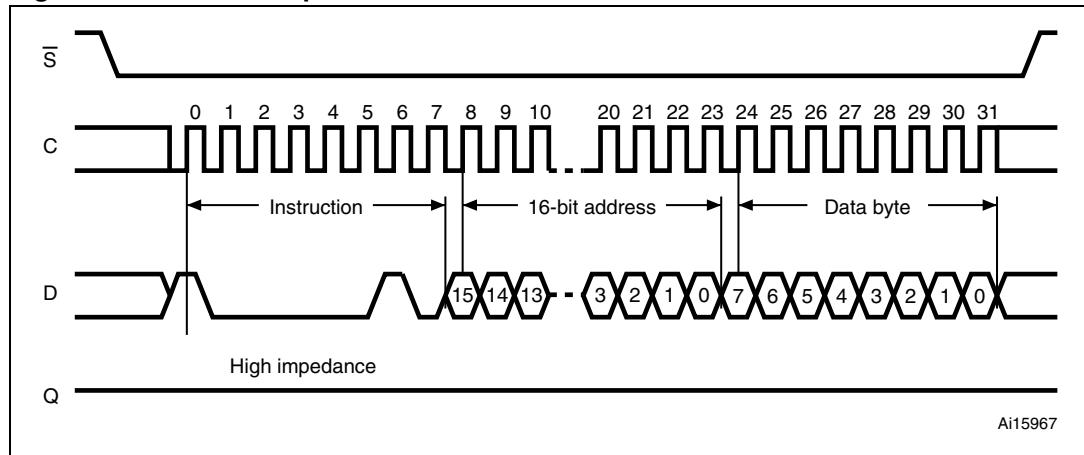 S
0 1 2 3 4 5 6 7 8 9 10 20 21 22 23 24 25 26 27 28 29 30 31
C
Instruction 16-bit address Data byte
D 15 14 13 3 2 1 0 7 6 5 4 3 2 1 0
High impedance
Q
Ai15967